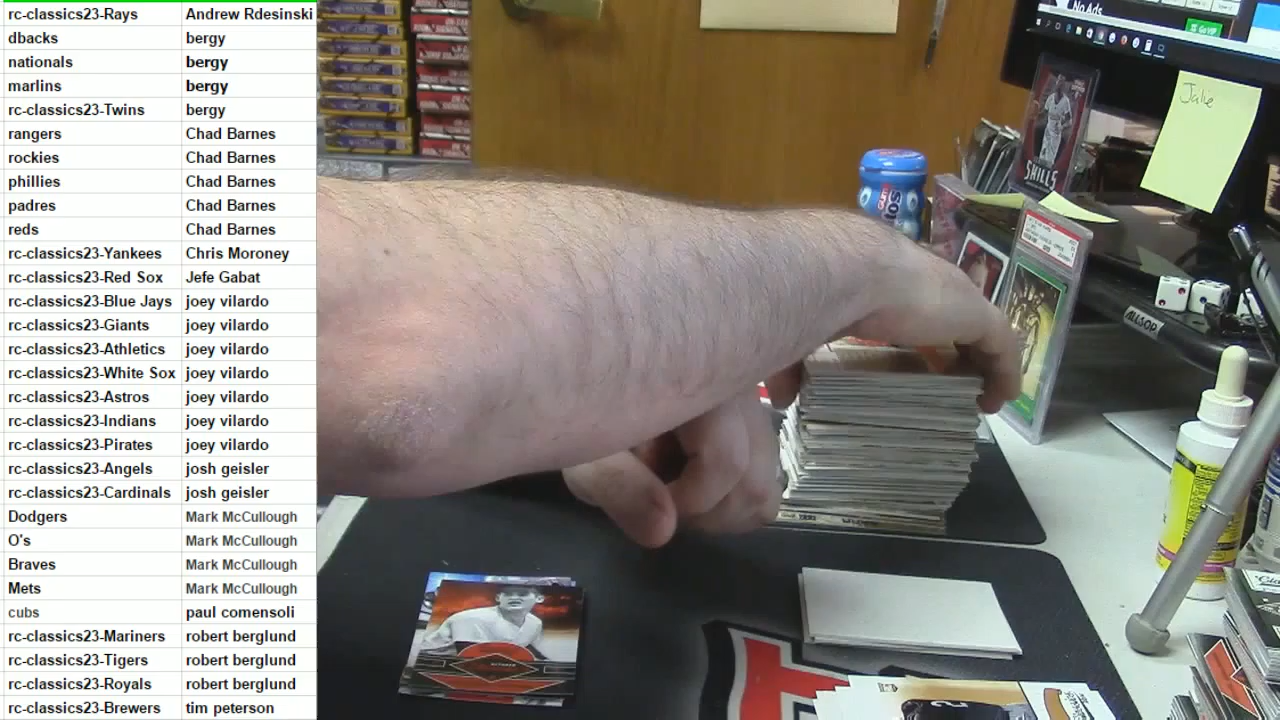 rc-classics23-Rays Andrew Rdesinski
dbacks bergy
nationals bergy
marlins bergy
rc-classics23-Twins bergy
rangers Chad Barnes
rockies Chad Barnes
phillies Chad Barnes
padres Chad Barnes
reds Chad Barnes
rc-classics23-Yankees Chris Moroney
rc-classics23-Red Sox Jefe Gabat
rc-classics23-Blue Jays joey vilardo
rc-classics23-Giants joey vilardo
rc-classics23-Athletics joey vilardo
rc-classics23-White Sox joey vilardo
rc-classics23-Astros joey vilardo
rc-classics23-Indians joey vilardo
rc-classics23-Pirates joey vilardo
rc-classics23-Angels josh geisler
rc-classics23-Cardinals josh geisler
Dodgers Mark McCullough
O's Mark McCullough
Braves Mark McCullough
Mets Mark McCullough
cubs paul comensoli
rc-classics23-Mariners robert berglund
rc-classics23-Tigers robert berglund
rc-classics23-Royals robert berglund
rc-classics23-Brewers tim peterson
No Ads
Go VIP
Julie
SKILLS
ALLSOP